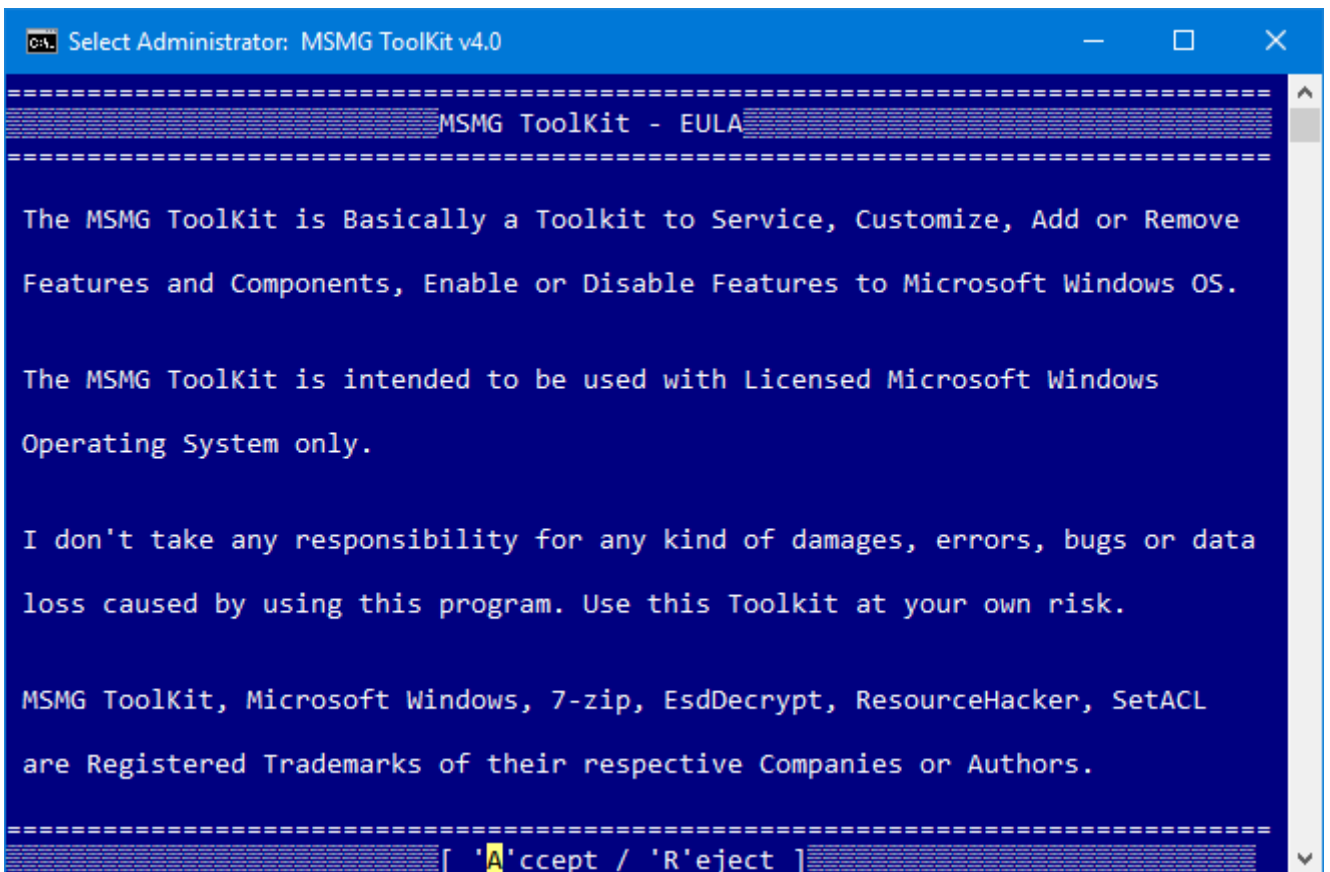 Select Administrator: MSMG ToolKit v4.0
===============================================================================
MSMG ToolKit - EULA
===============================================================================
The MSMG ToolKit is Basically a Toolkit to Service, Customize, Add or Remove
Features and Components, Enable or Disable Features to Microsoft Windows OS.
The MSMG ToolKit is intended to be used with Licensed Microsoft Windows
Operating System only.
I don't take any responsibility for any kind of damages, errors, bugs or data
loss caused by using this program. Use this Toolkit at your own risk.
MSMG ToolKit, Microsoft Windows, 7-zip, EsdDecrypt, ResourceHacker, SetACL
are Registered Trademarks of their respective Companies or Authors.
===============================================================================
[ 'A'ccept / 'R'eject ]